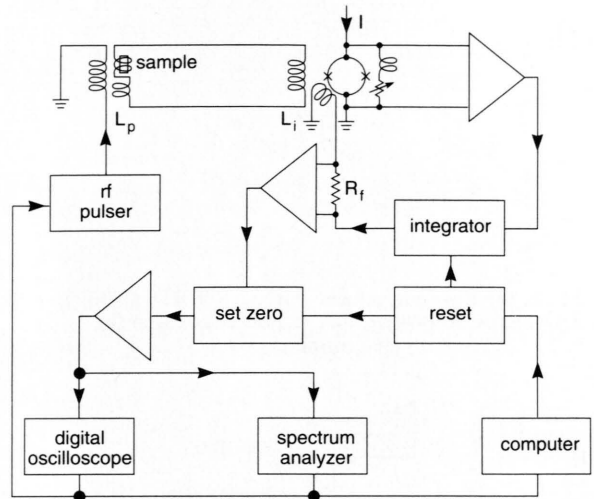 I
sample
L_p
L_i
rf
pulser
R_f
integrator
set zero
reset
digital
oscilloscope
spectrum
analyzer
computer